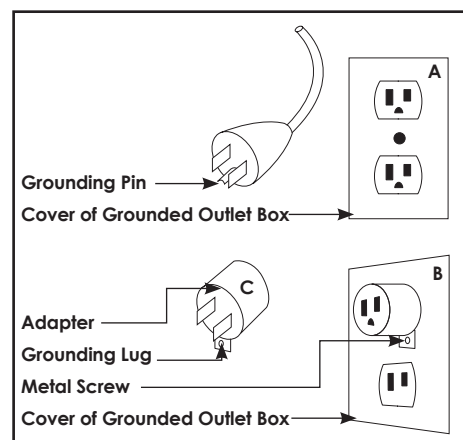 A
Grounding Pin
Cover of Grounded Outlet Box
C
B
Adapter
Grounding Lug
Metal Screw
Cover of Grounded Outlet Box